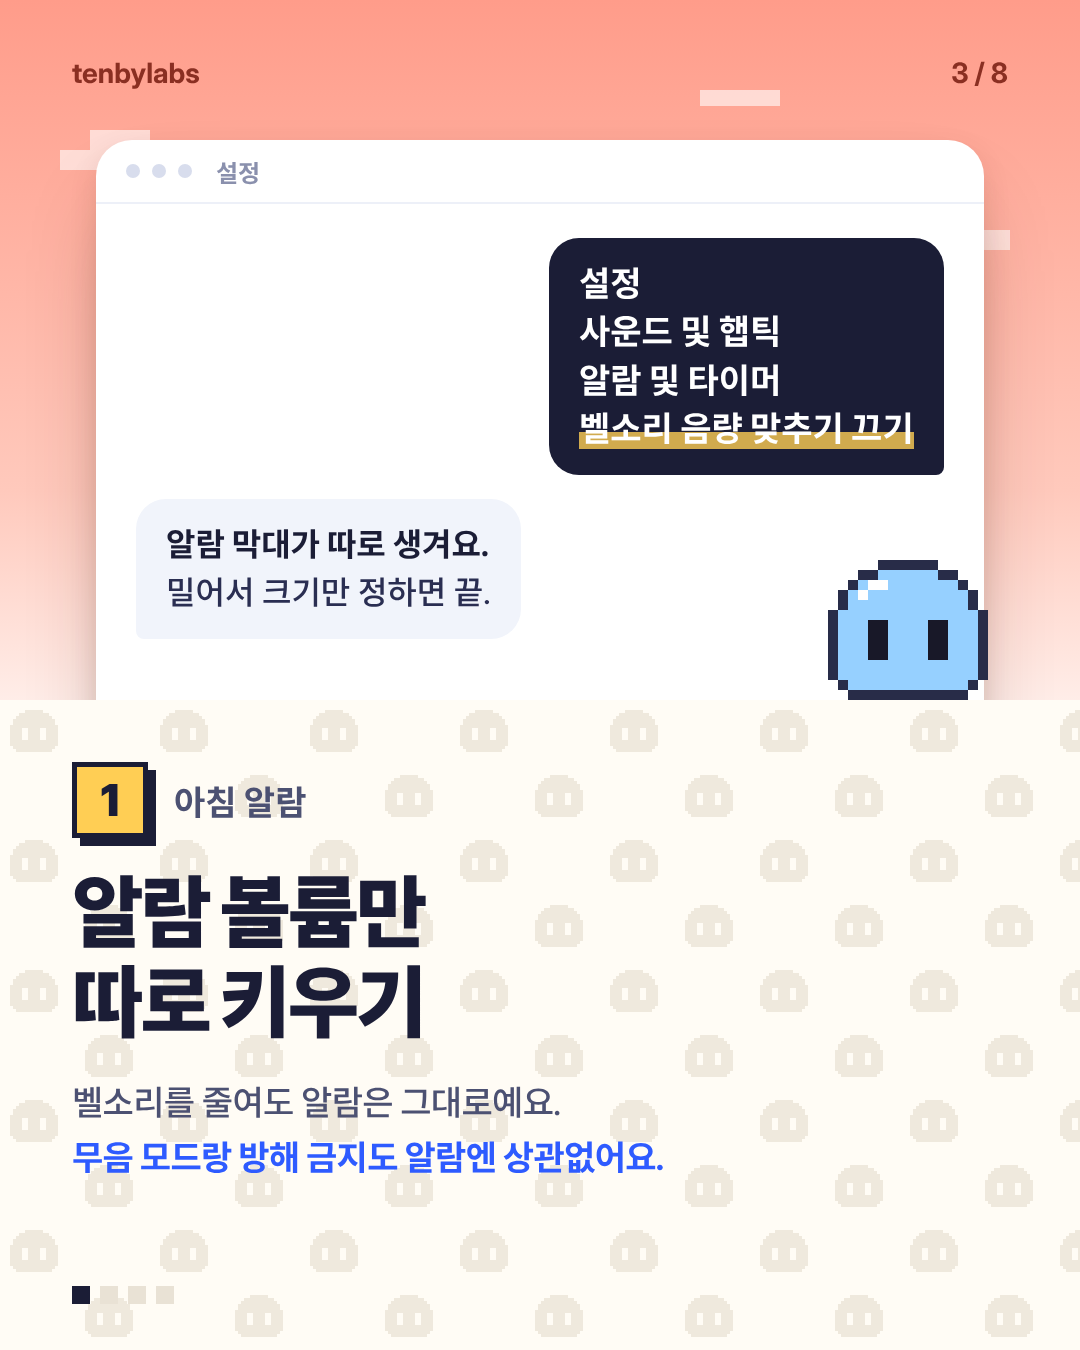 tenbylabs
3 / 8
설정
설정
사운드 및 햅틱
알람 및 타이머
벨소리 음량 맞추기 끄기
알람 막대가 따로 생겨요.
밀어서 크기만 정하면 끝.
1
아침 알람
알람 볼륨만
따로 키우기
벨소리를 줄여도 알람은 그대로예요.
무음 모드랑 방해 금지도 알람엔 상관없어요.